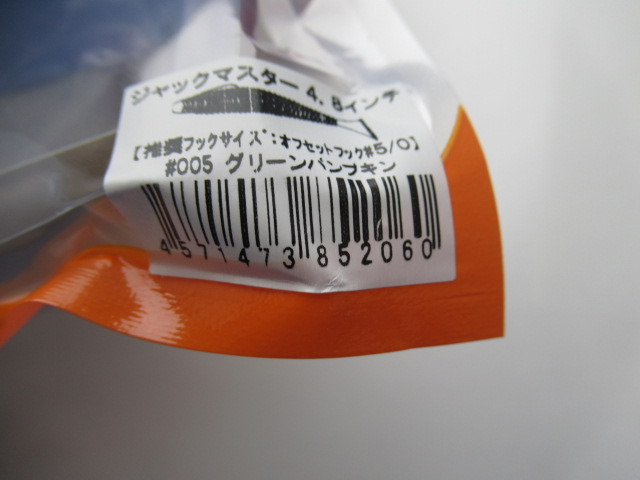 ジャックマスター 4.8インチ
【推奨フックサイズ:オフセットフック#5/0】
#005 グリーンパンプキン
4571473852060